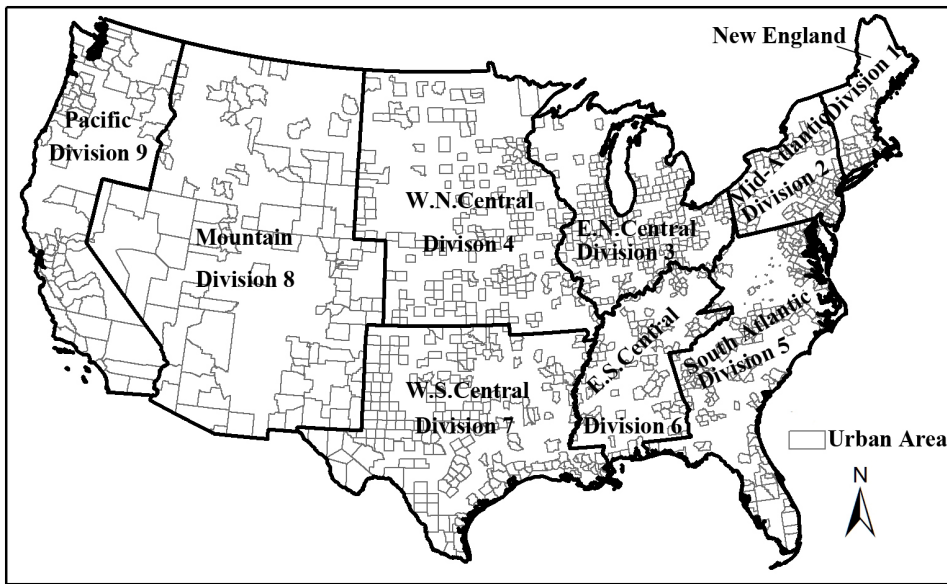 New England
Division 1
Mid-Atlantic
Division 2
Pacific
Division 9
W.N.Central
Divison 4
E.N.Central
Division 3
Mountain
Division 8
South Atlantic
Division 5
E.S.Central
Division 6
W.S.Central
Division 7
Urban Area
N